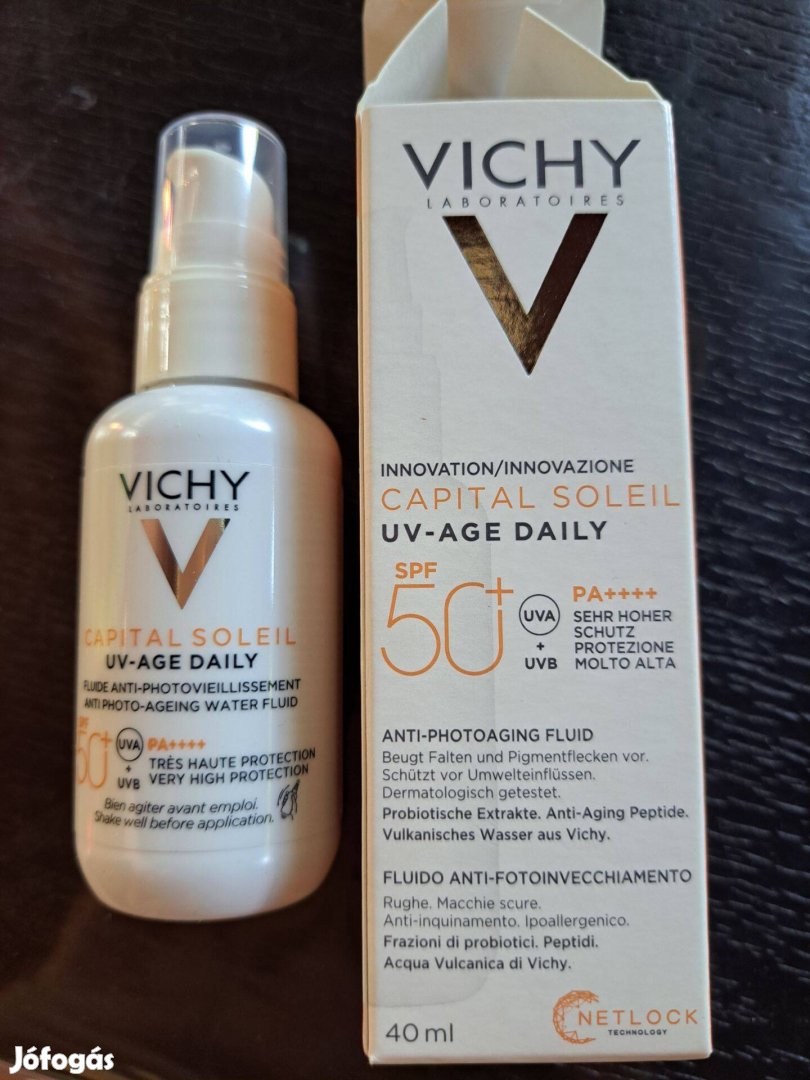 VICHY
LABORATOIRES
CAPITAL SOLEIL
UV-AGE DAILY
FLUIDE ANTI-PHOTOVIEILLISSEMENT
ANTI PHOTO-AGEING WATER FLUID
SPF
50+
UVA
+
UVB
PA++++
TRÈS HAUTE PROTECTION
VERY HIGH PROTECTION
Bien agiter avant emploi.
Shake well before application.
VICHY
LABORATOIRES
INNOVATION/INNOVAZIONE
CAPITAL SOLEIL
UV-AGE DAILY
SPF
50+
UVA
+
UVB
PA++++
SEHR HOHER
SCHUTZ
PROTEZIONE
MOLTO ALTA
ANTI-PHOTOAGING FLUID
Beugt Falten und Pigmentflecken vor.
Schützt vor Umwelteinflüssen.
Dermatologisch getestet.
Probiotische Extrakte. Anti-Aging Peptide.
Vulkanisches Wasser aus Vichy.
FLUIDO ANTI-FOTOINVECCHIAMENTO
Rughe. Macchie scure.
Anti-inquinamento. Ipoallergenico.
Frazioni di probiotici. Peptidi.
Acqua Vulcanica di Vichy.
40 ml
NETLOCK
TECHNOLOGY
Jófogás